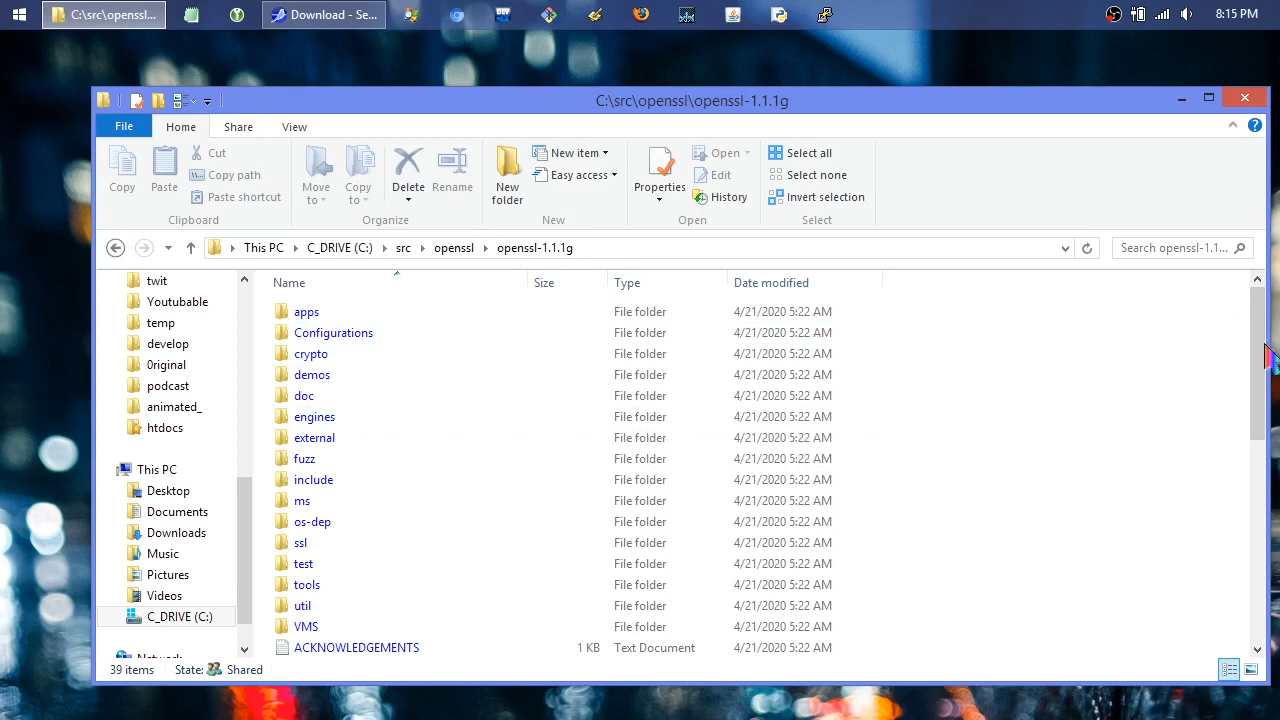 C:\src\openssl...
Download - Se...
8:15 PM
C:\src\openssl\openssl-1.1.1g
File Home Share View
Copy
Paste
Cut
Copy path
Paste shortcut
Clipboard
Move to
Copy to
Delete
Rename
Organize
New folder
New item
Easy access
New
Properties
Open
Edit
History
Open
Select all
Select none
Invert selection
Select
This PC C_DRIVE (C:) src openssl openssl-1.1.1g
Search openssl-1.1...
twit
Youtubable
temp
develop
0riginal
podcast
animated_
htdocs
This PC
Desktop
Documents
Downloads
Music
Pictures
Videos
C_DRIVE (C:)
Network
Name Size Type Date modified
apps File folder 4/21/2020 5:22 AM
Configurations File folder 4/21/2020 5:22 AM
crypto File folder 4/21/2020 5:22 AM
demos File folder 4/21/2020 5:22 AM
doc File folder 4/21/2020 5:22 AM
engines File folder 4/21/2020 5:22 AM
external File folder 4/21/2020 5:22 AM
fuzz File folder 4/21/2020 5:22 AM
include File folder 4/21/2020 5:22 AM
ms File folder 4/21/2020 5:22 AM
os-dep File folder 4/21/2020 5:22 AM
ssl File folder 4/21/2020 5:22 AM
test File folder 4/21/2020 5:22 AM
tools File folder 4/21/2020 5:22 AM
util File folder 4/21/2020 5:22 AM
VMS File folder 4/21/2020 5:22 AM
ACKNOWLEDGEMENTS 1 KB Text Document 4/21/2020 5:22 AM
39 items State: Shared